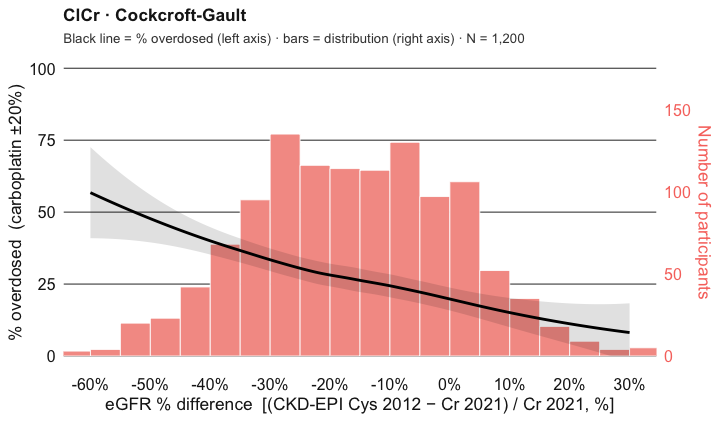 ClCr · Cockcroft-Gault
Black line = % overdosed (left axis) · bars = distribution (right axis) · N = 1,200
% overdosed (carboplatin ±20%)
100
75
50
25
0
150
100
50
0
Number of participants
-60% -50% -40% -30% -20% -10% 0% 10% 20% 30%
eGFR % difference [(CKD-EPI Cys 2012 − Cr 2021) / Cr 2021, %]